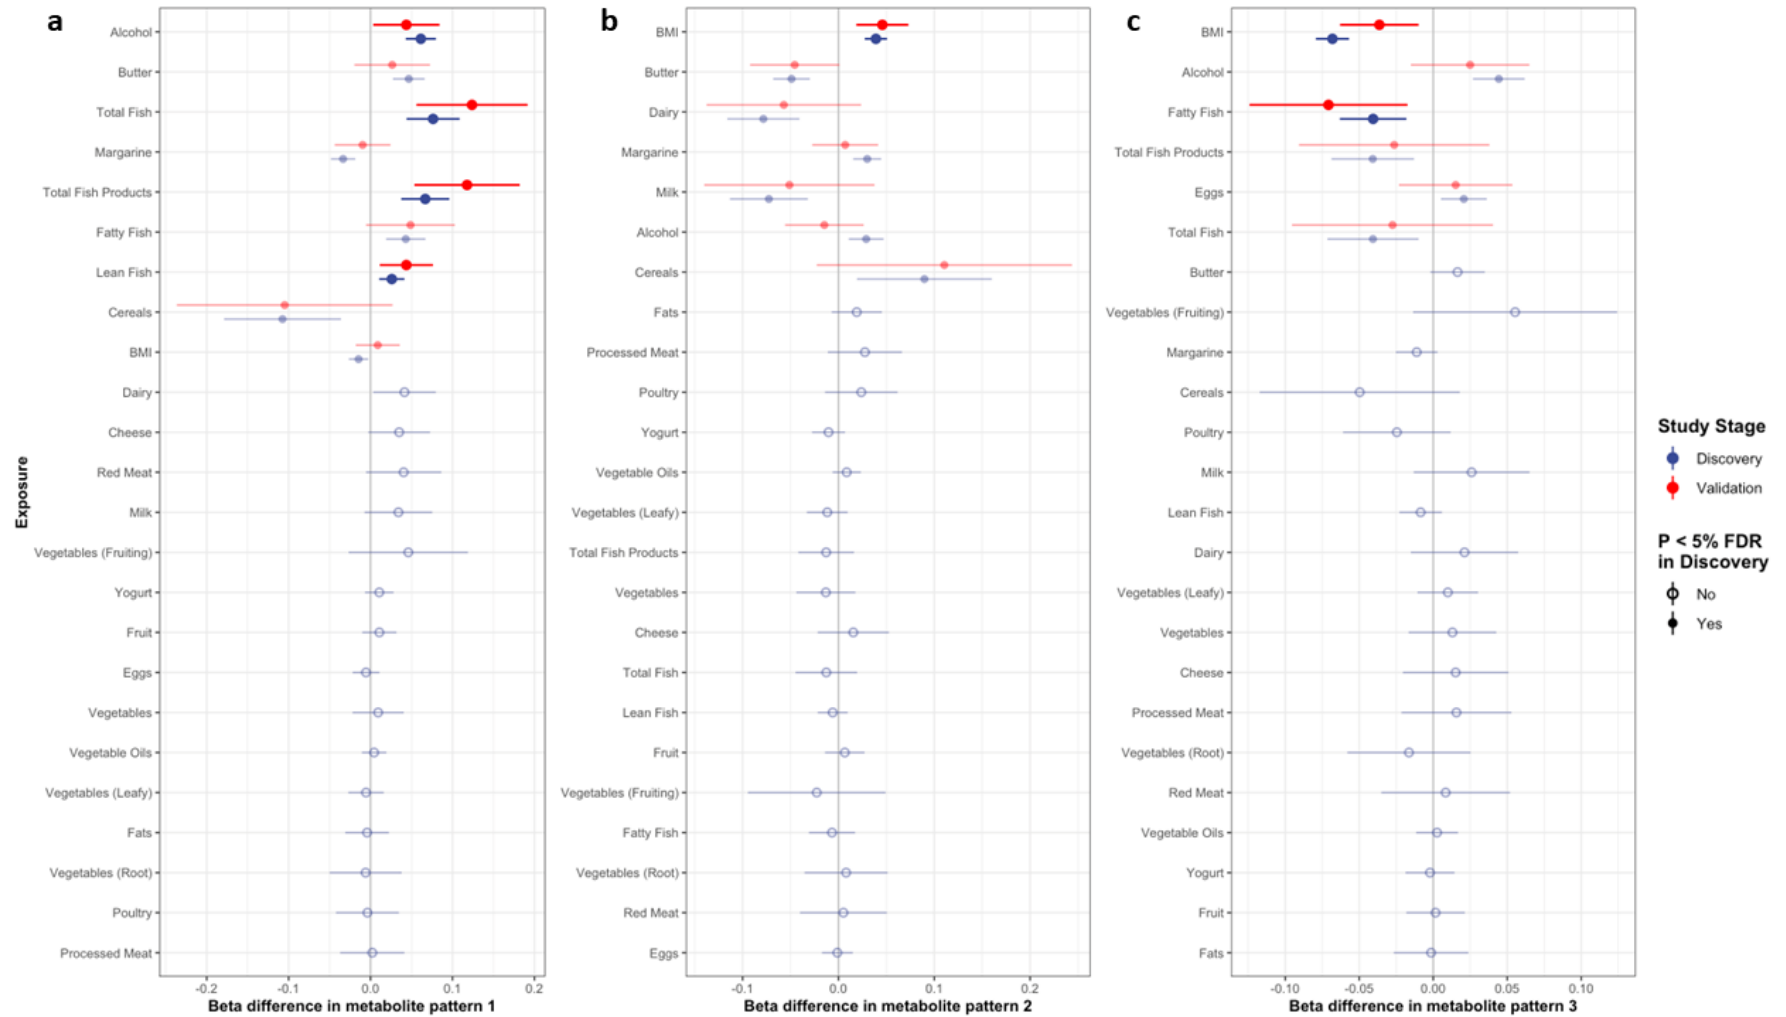 a
Exposure
Alcohol
Butter
Total Fish
Margarine
Total Fish Products
Fatty Fish
Lean Fish
Cereals
BMI
Dairy
Cheese
Red Meat
Milk
Vegetables (Fruiting)
Yogurt
Fruit
Eggs
Vegetables
Vegetable Oils
Vegetables (Leafy)
Fats
Vegetables (Root)
Poultry
Processed Meat
-0.2 -0.1 0.0 0.1 0.2
Beta difference in metabolite pattern 1
b
BMI
Butter
Dairy
Margarine
Milk
Alcohol
Cereals
Fats
Processed Meat
Poultry
Yogurt
Vegetable Oils
Vegetables (Leafy)
Total Fish Products
Vegetables
Cheese
Total Fish
Lean Fish
Fruit
Vegetables (Fruiting)
Fatty Fish
Vegetables (Root)
Red Meat
Eggs
-0.1 0.0 0.1 0.2
Beta difference in metabolite pattern 2
c
BMI
Alcohol
Fatty Fish
Total Fish Products
Eggs
Total Fish
Butter
Vegetables (Fruiting)
Margarine
Cereals
Poultry
Milk
Lean Fish
Dairy
Vegetables (Leafy)
Vegetables
Cheese
Processed Meat
Vegetables (Root)
Red Meat
Vegetable Oils
Yogurt
Fruit
Fats
-0.10 -0.05 0.00 0.05 0.10
Beta difference in metabolite pattern 3
Study Stage
Discovery
Validation
P < 5% FDR
in Discovery
No
Yes